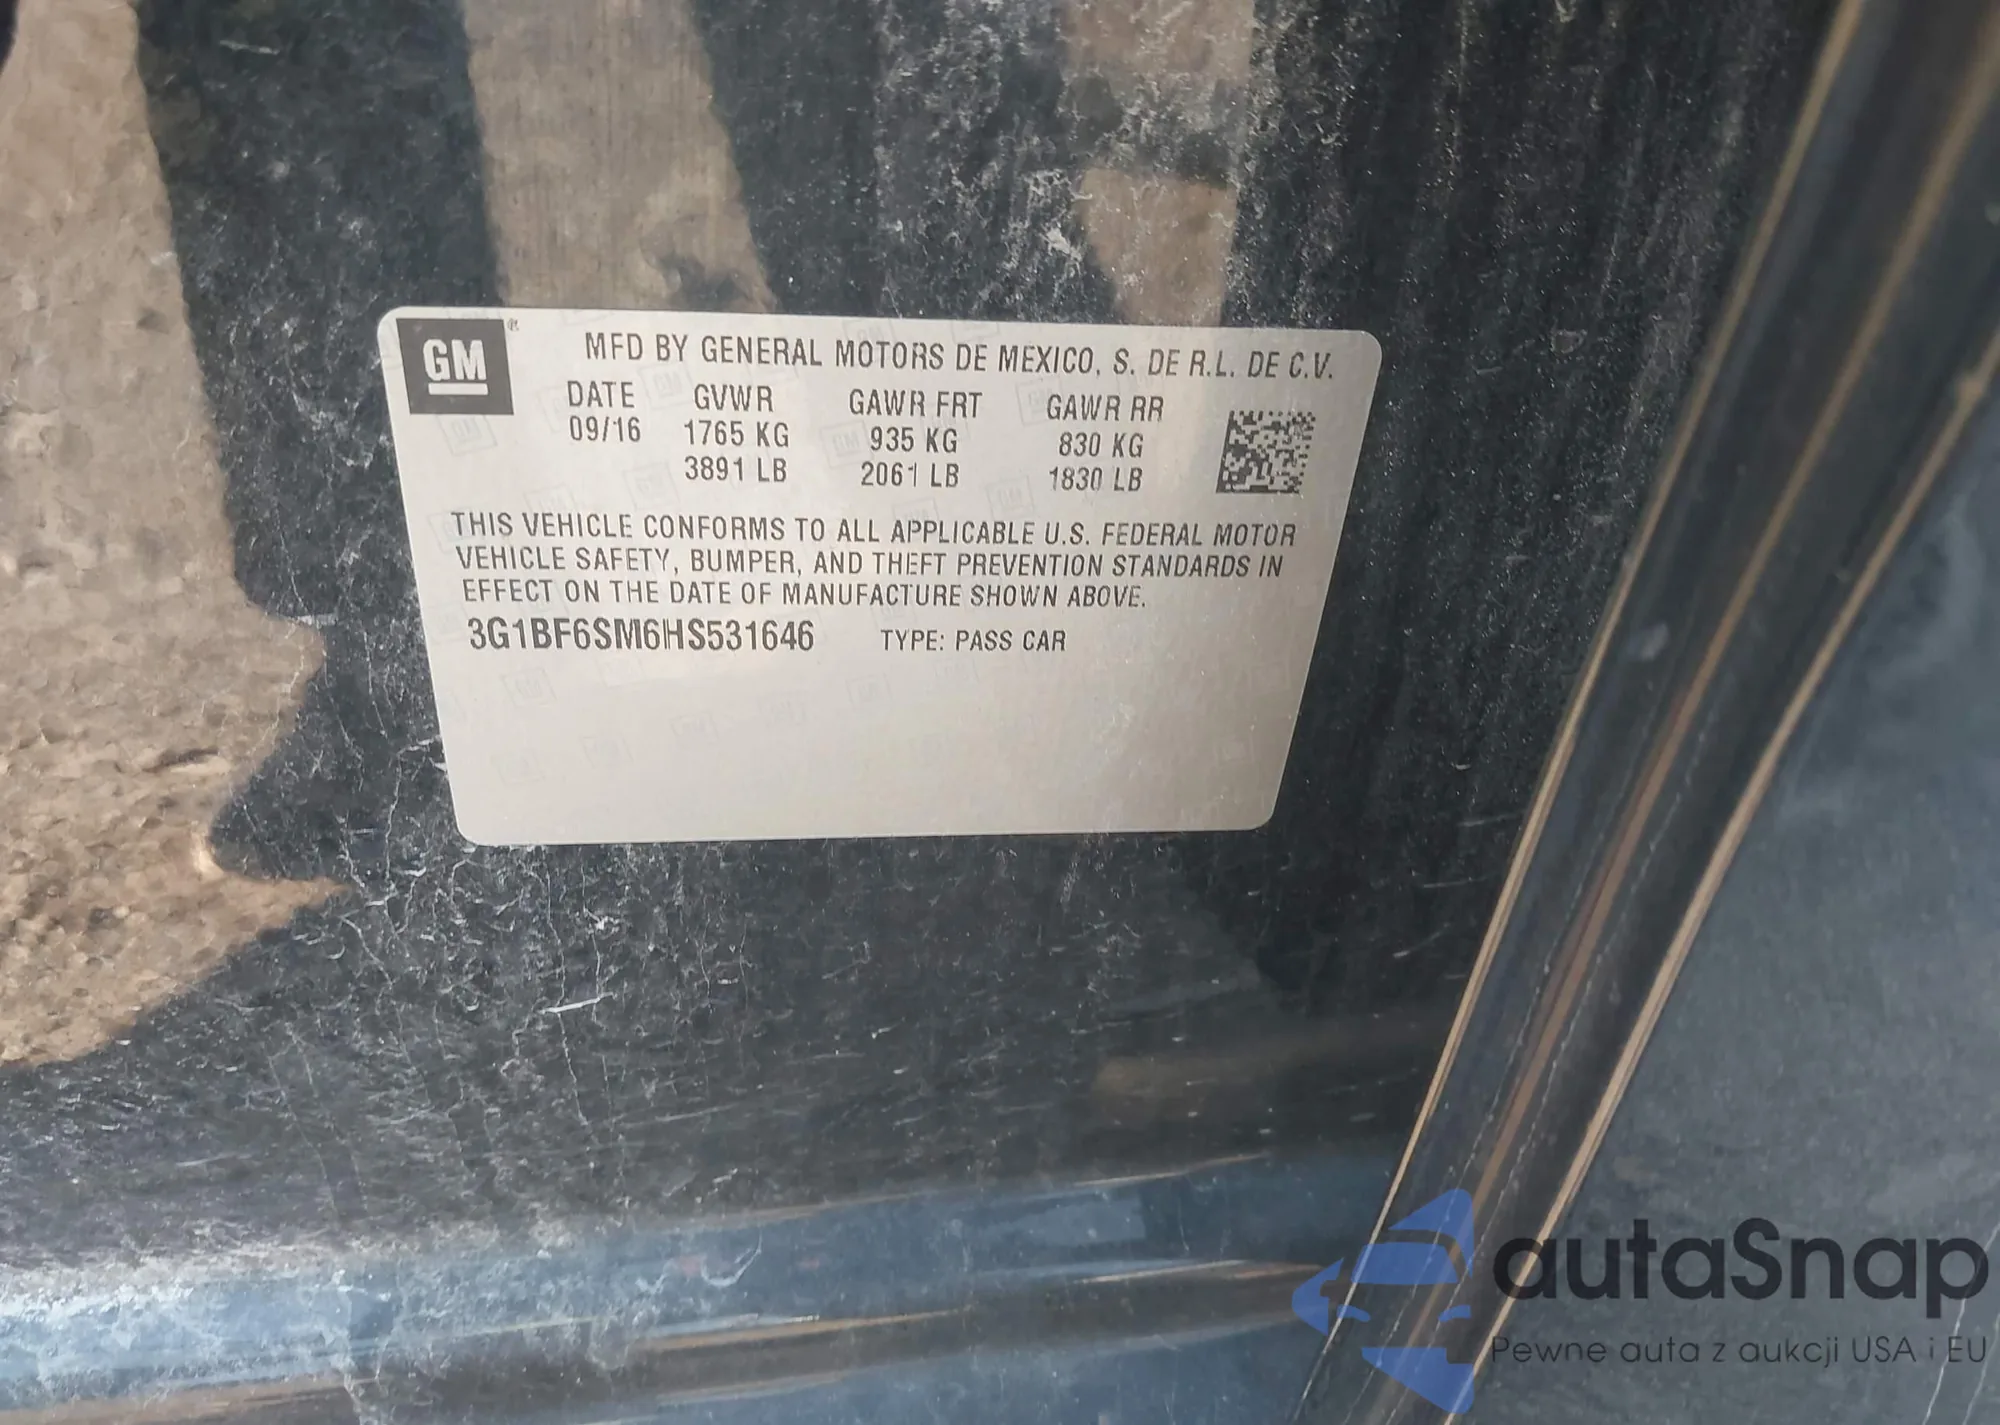 GM
MFD BY GENERAL MOTORS DE MEXICO, S. DE R.L. DE C.V.
DATE GVWR GAWR FRT GAWR RR
09/16 1765 KG 935 KG 830 KG
3891 LB 2061 LB 1830 LB
THIS VEHICLE CONFORMS TO ALL APPLICABLE U.S. FEDERAL MOTOR
VEHICLE SAFETY, BUMPER, AND THEFT PREVENTION STANDARDS IN
EFFECT ON THE DATE OF MANUFACTURE SHOWN ABOVE.
3G1BF6SM6HS531646 TYPE: PASS CAR
autaSnap
Pewne auta z aukcji USA i EU